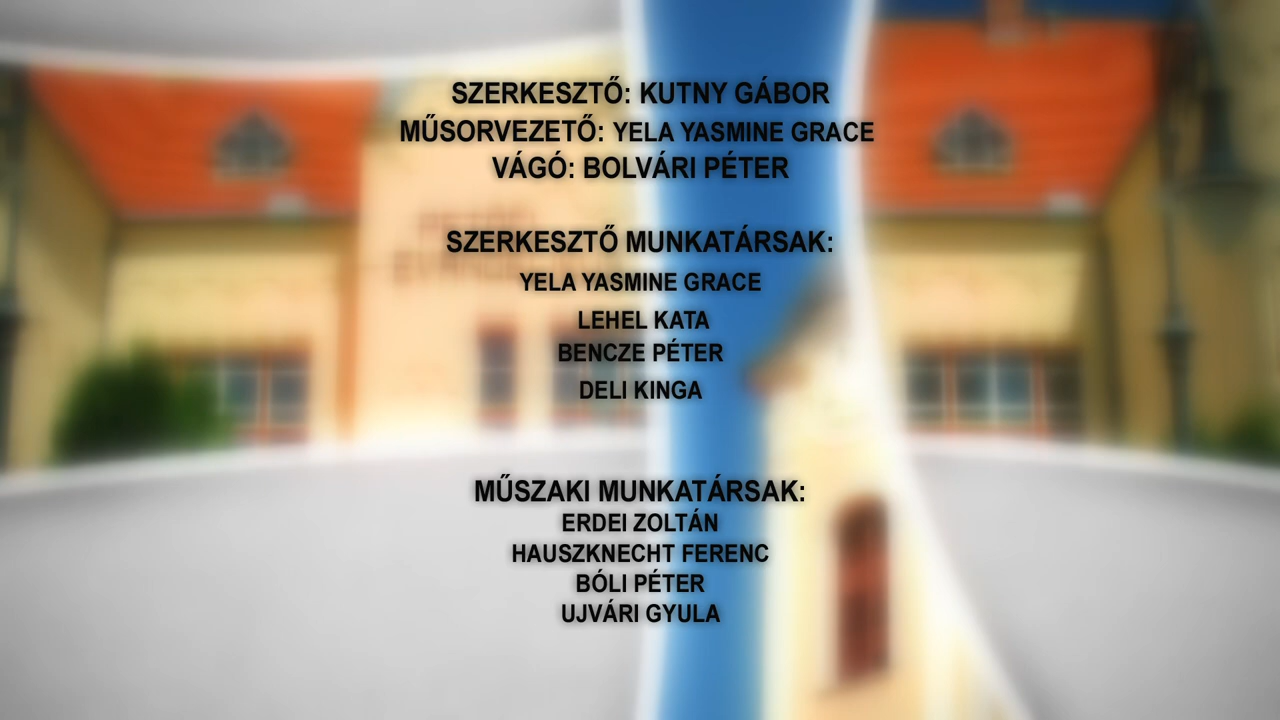 SZERKESZTŐ: KUTNY GÁBOR
MŰSORVEZETŐ: YELA YASMINE GRACE
VÁGÓ: BOLVÁRI PÉTER
SZERKESZTŐ MUNKATÁRSAK:
YELA YASMINE GRACE
LEHEL KATA
BENCZE PÉTER
DELI KINGA
MŰSZAKI MUNKATÁRSAK:
ERDEI ZOLTÁN
HAUSZKNECHT FERENC
BÓLI PÉTER
UJVÁRI GYULA